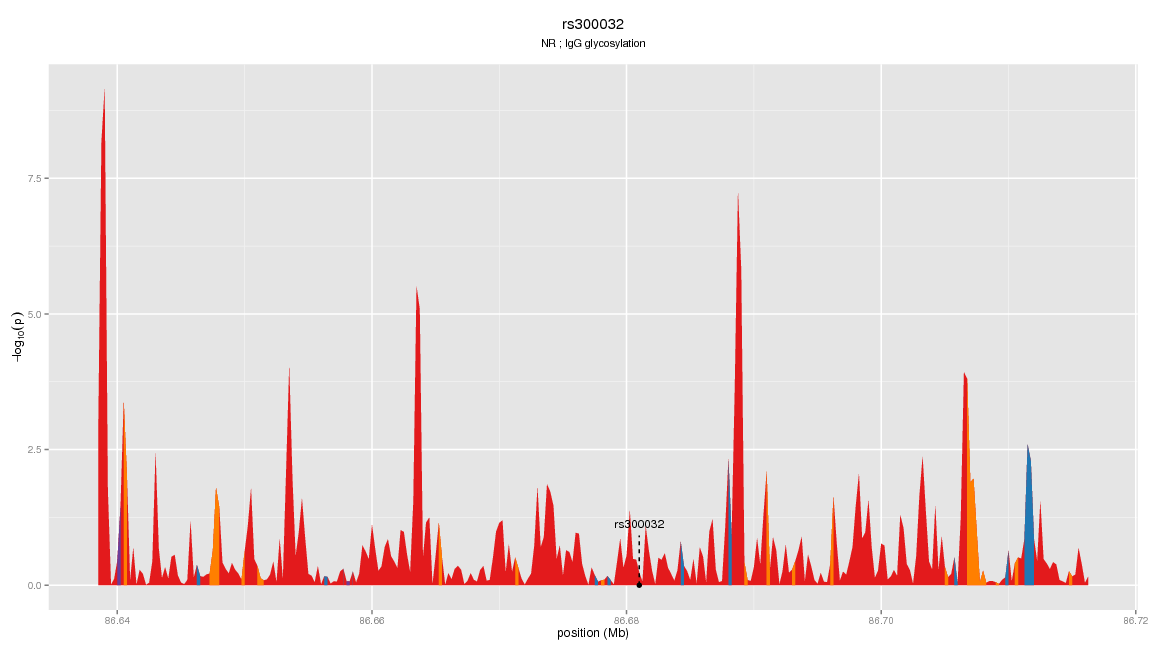 rs300032
NR ; IgG glycosylation
−log10(p)
7.5
5.0
2.5
0.0
rs300032
86.64
86.66
86.68
86.70
86.72
position (Mb)